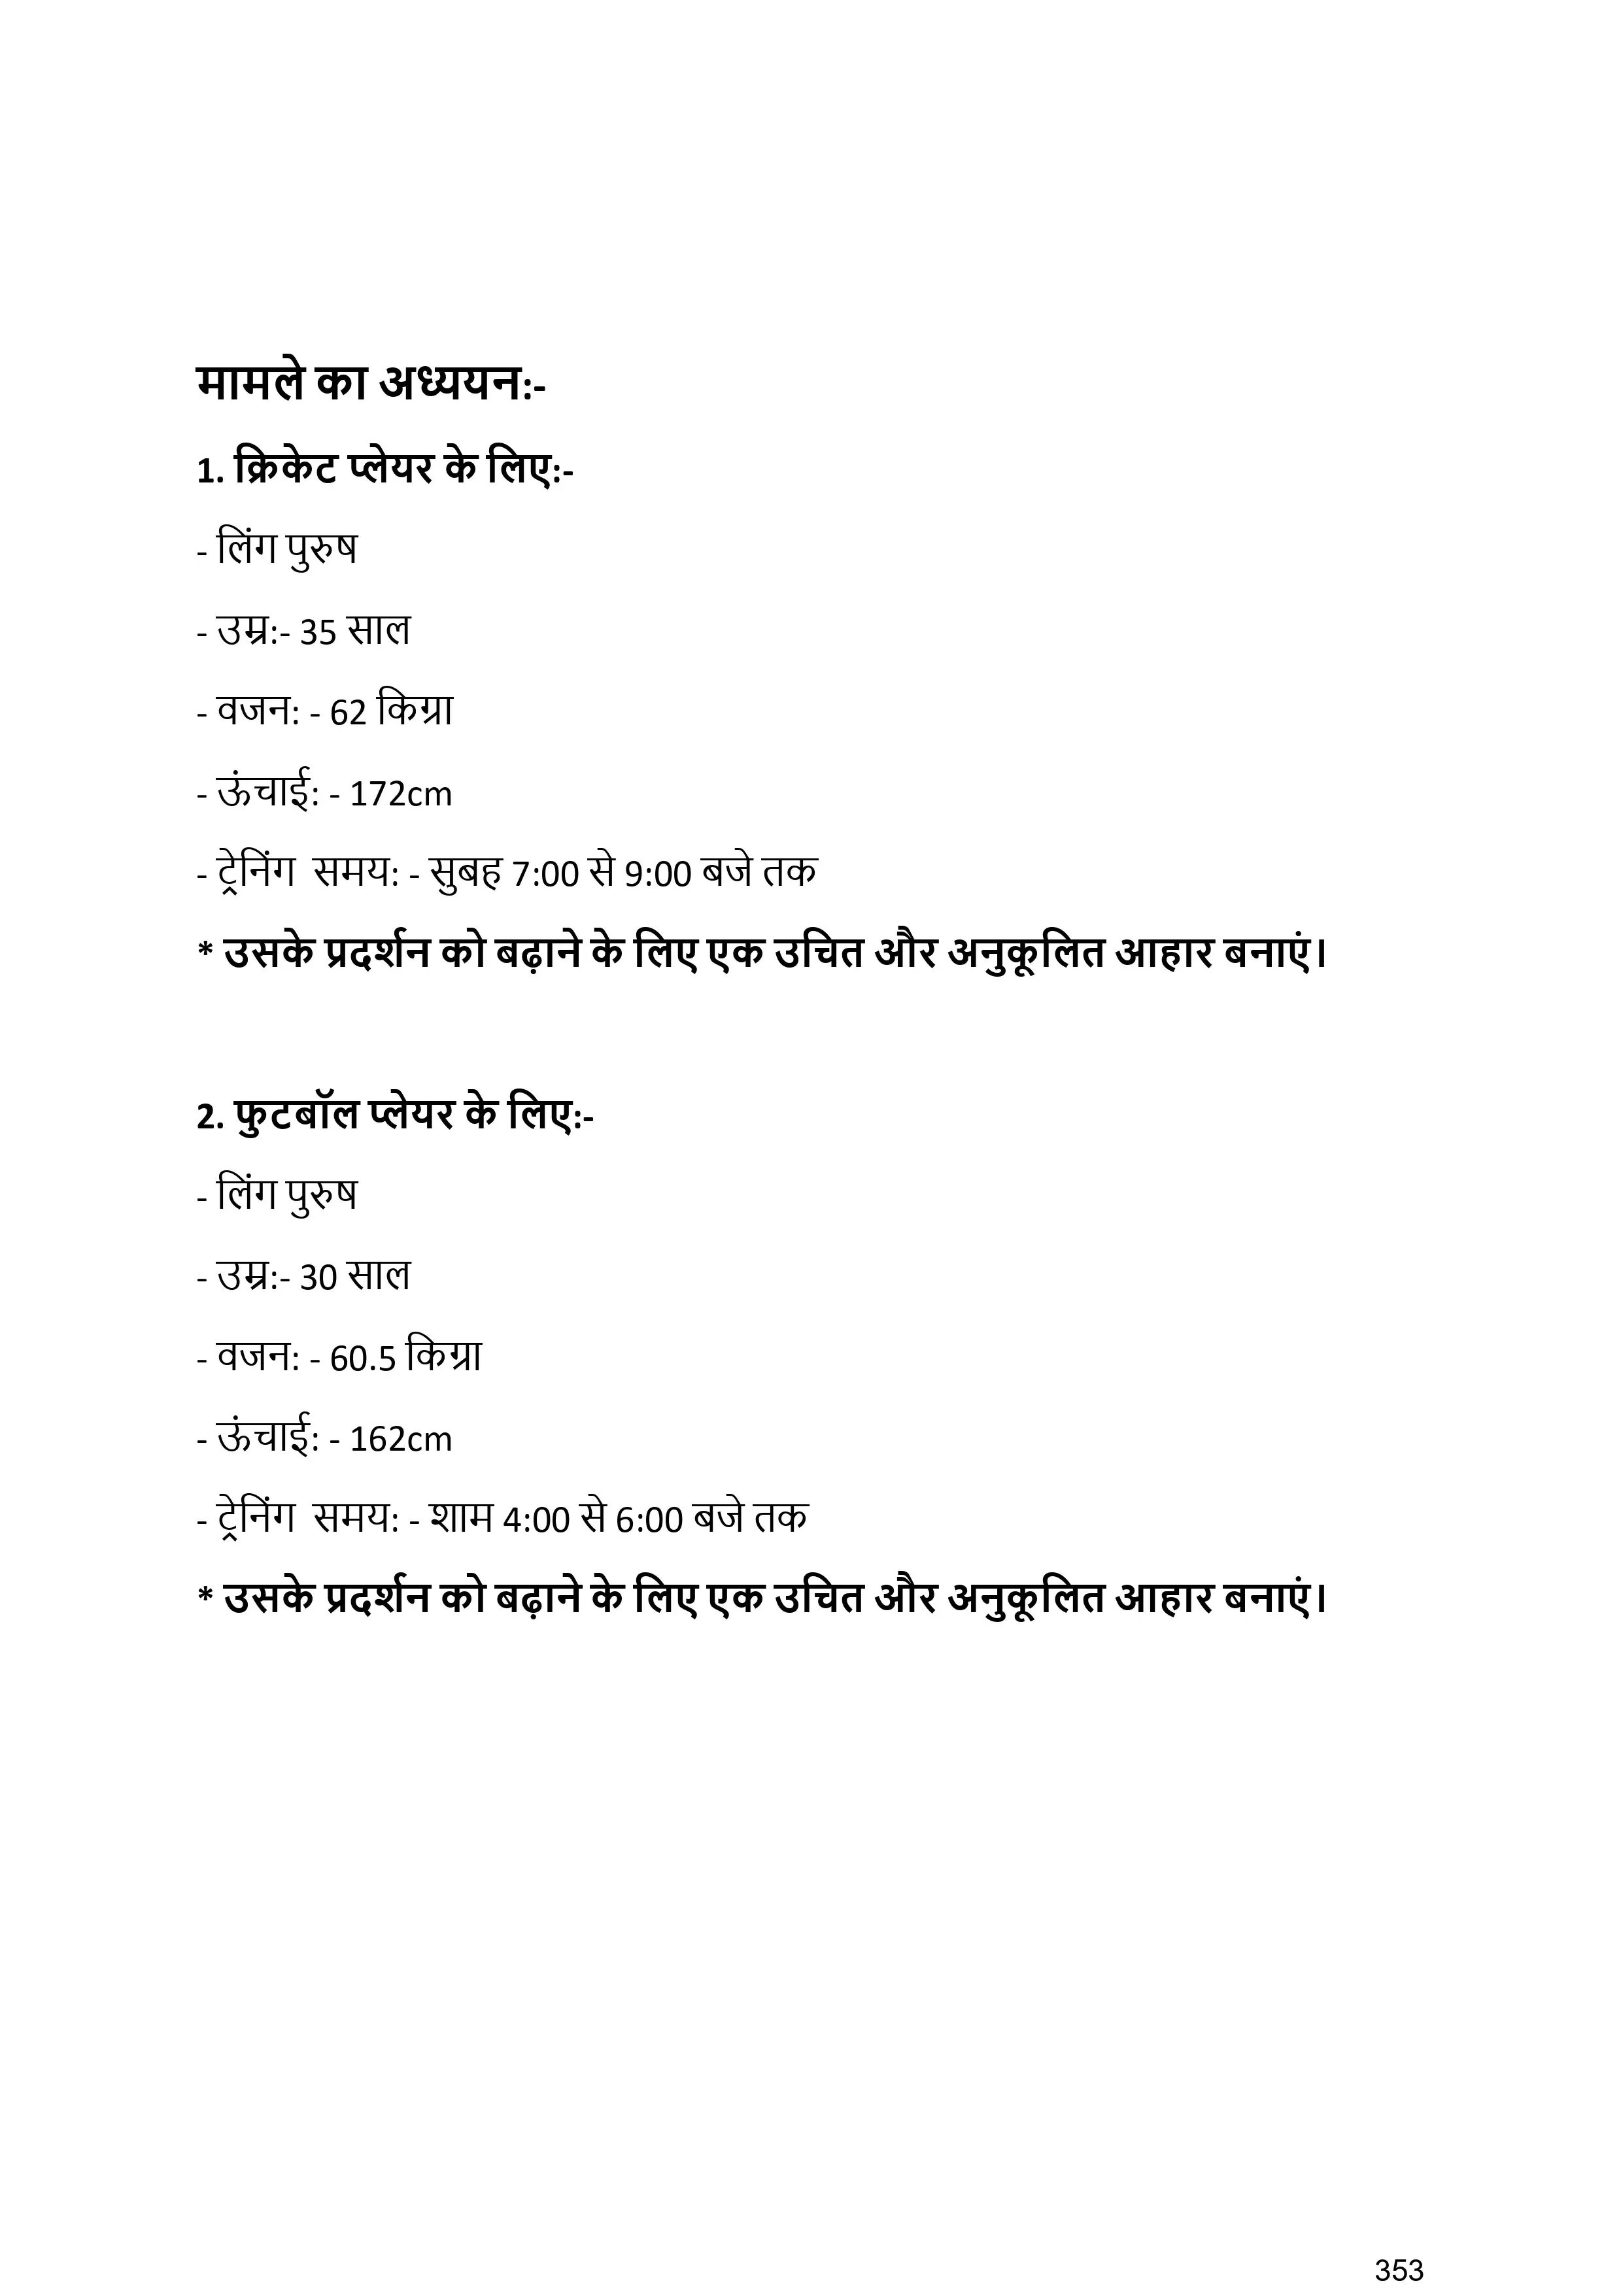 मामले का अध्ययन:-
1. क्रिकेट प्लेयर के लिए:-
- लिंग पुरुष
- उम्र:- 35 साल
- वजन: - 62 किग्रा
- ऊंचाई: - 172cm
- ट्रेनिंग  समय: - सुबह 7:00 से 9:00 बजे तक
* उसके प्रदर्शन को बढ़ाने के लिए एक उचित और अनुकूलित आहार बनाएं।
2. फुटबॉल प्लेयर के लिए:-
- लिंग पुरुष
- उम्र:- 30 साल
- वजन: - 60.5 किग्रा
- ऊंचाई: - 162cm
- ट्रेनिंग  समय: - शाम 4:00 से 6:00 बजे तक
* उसके प्रदर्शन को बढ़ाने के लिए एक उचित और अनुकूलित आहार बनाएं।
353